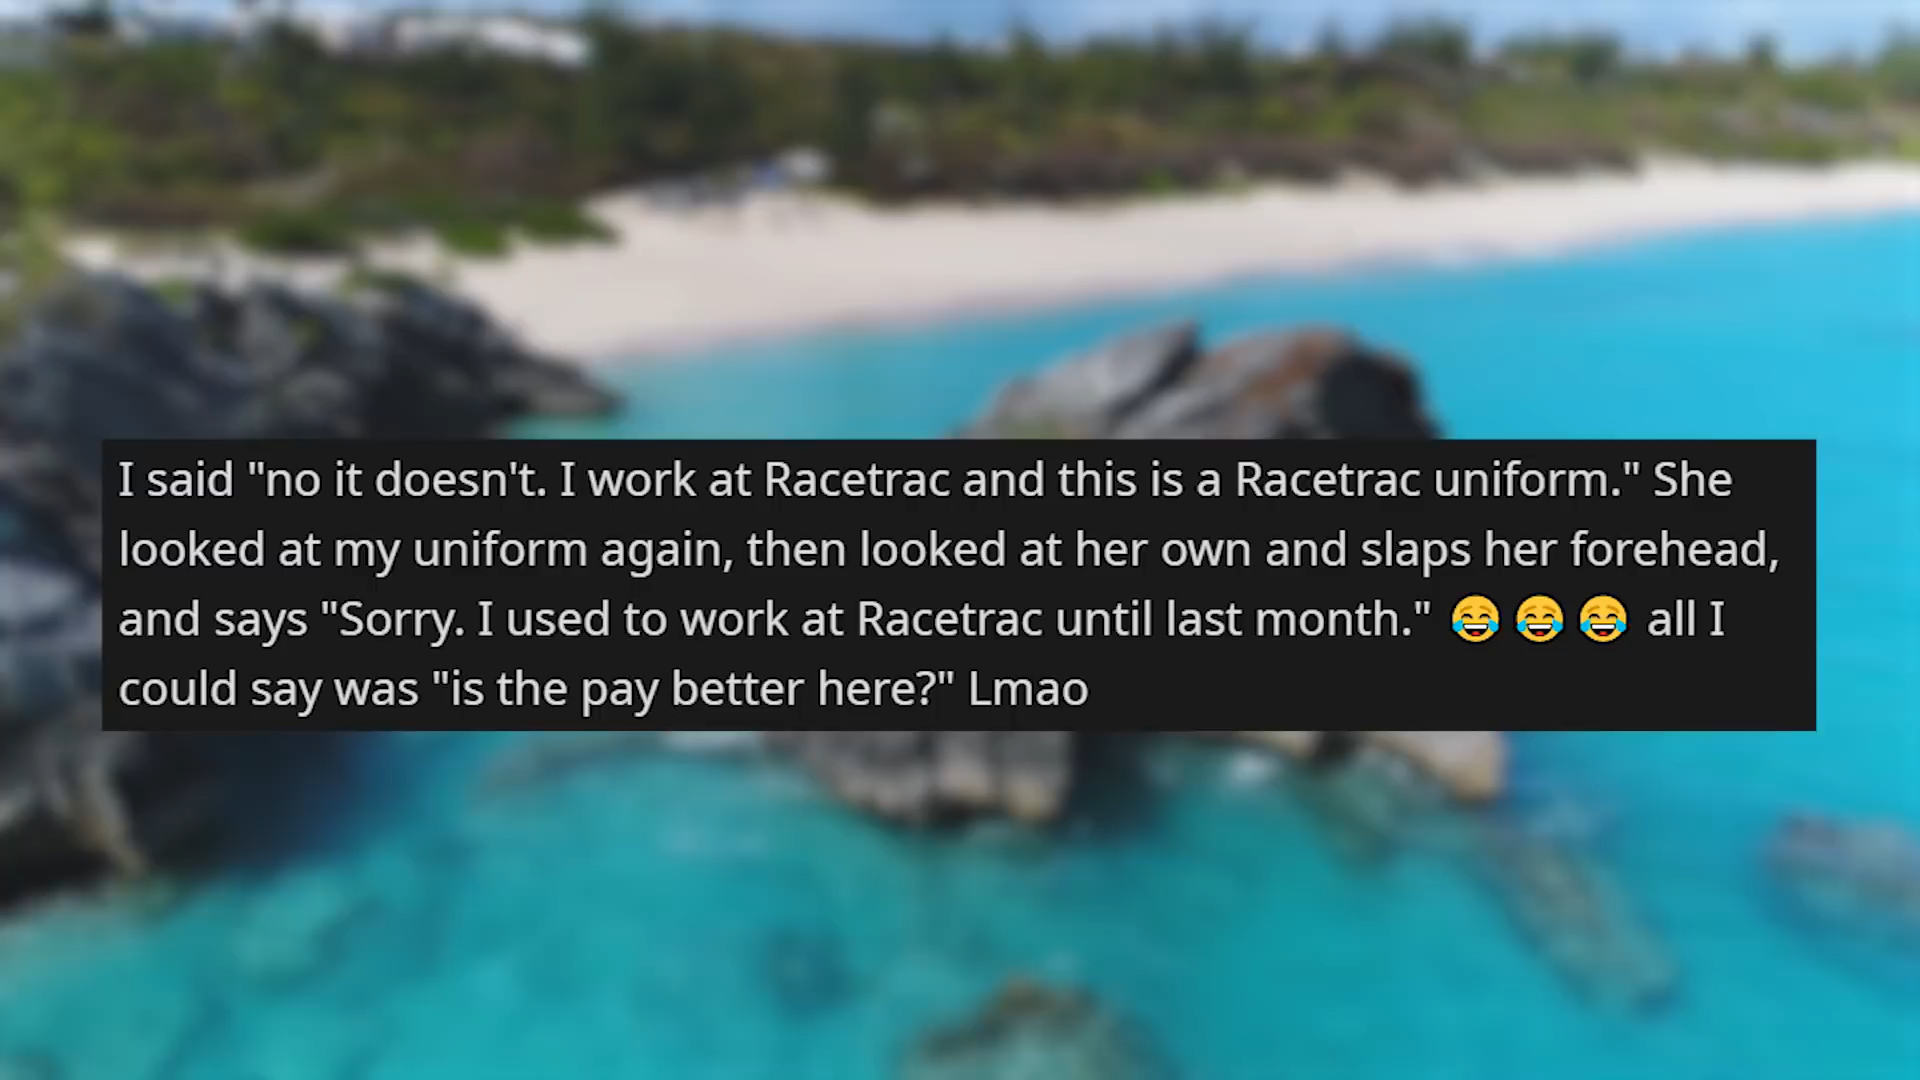 I said "no it doesn't. I work at Racetrac and this is a Racetrac uniform." She
looked at my uniform again, then looked at her own and slaps her forehead,
and says "Sorry. I used to work at Racetrac until last month." 😂 😂 😂 all I
could say was "is the pay better here?" Lmao